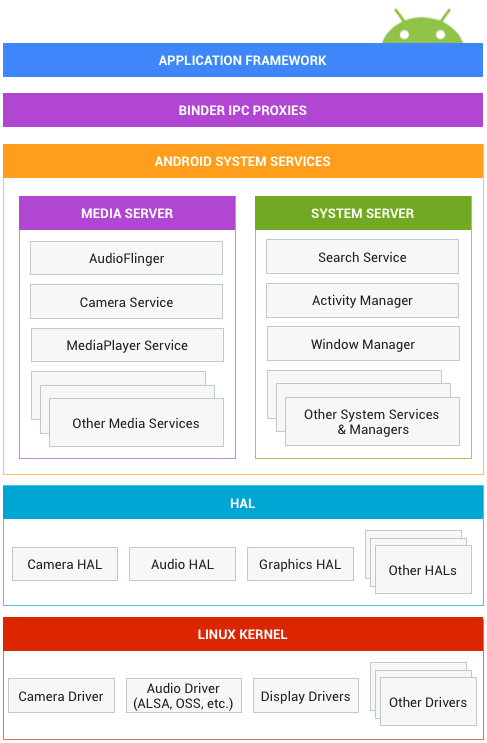 APPLICATION FRAMEWORK
BINDER IPC PROXIES
ANDROID SYSTEM SERVICES
MEDIA SERVER
AudioFlinger
Camera Service
MediaPlayer Service
Other Media Services
SYSTEM SERVER
Search Service
Activity Manager
Window Manager
Other System Services
& Managers
HAL
Camera HAL
Audio HAL
Graphics HAL
Other HALs
LINUX KERNEL
Camera Driver
Audio Driver
(ALSA, OSS, etc.)
Display Drivers
Other Drivers